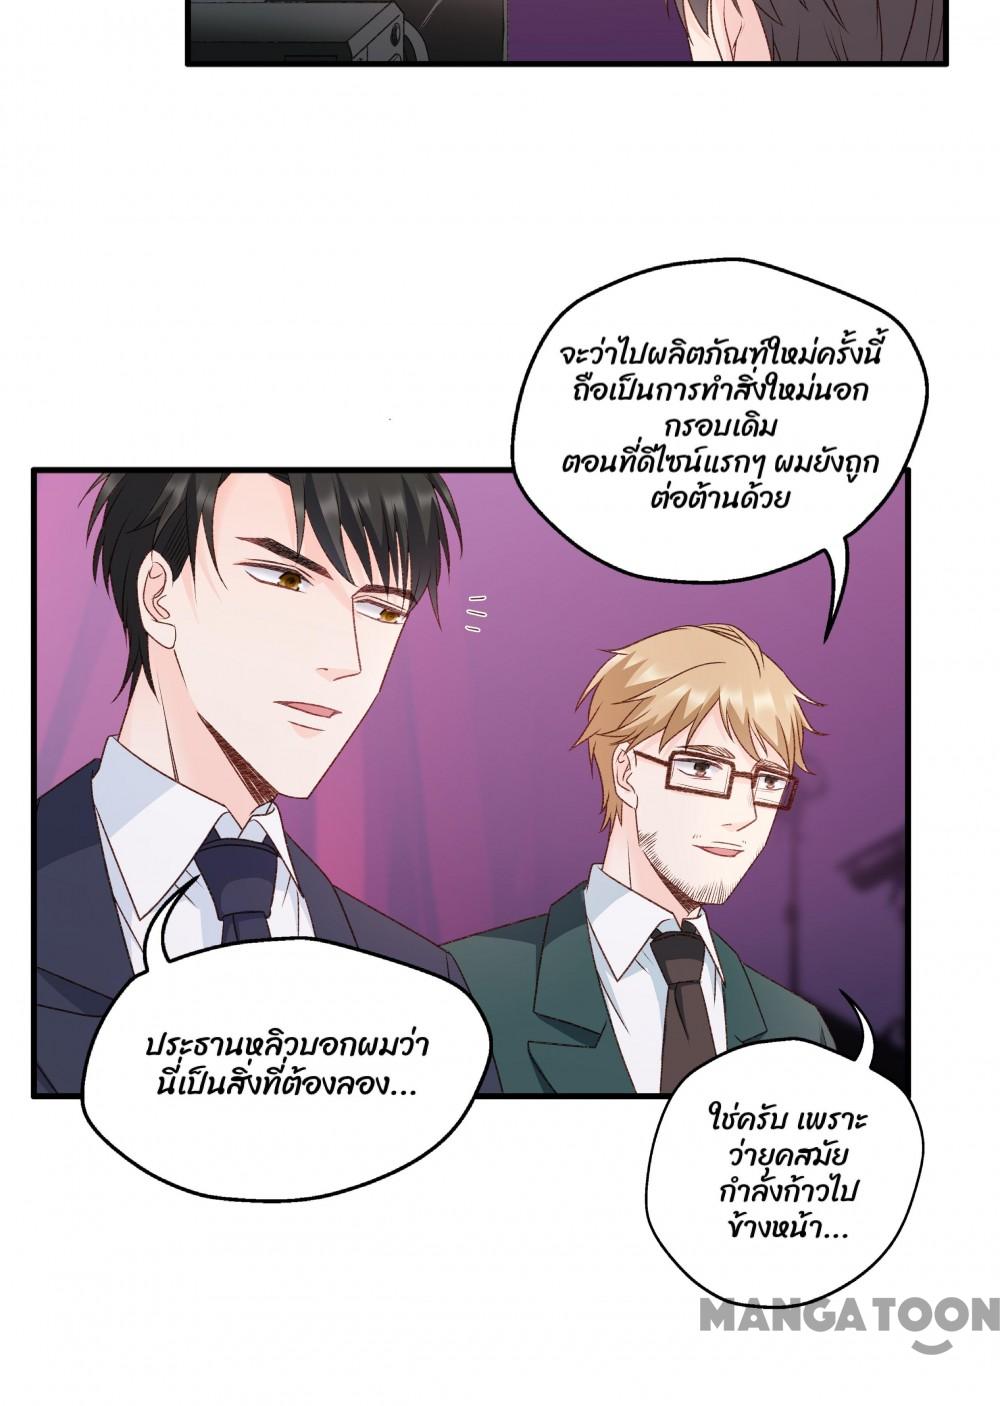 จะว่าไปผลิตภัณฑ์ใหม่ครั้งนี้
ถือเป็นการทำสิ่งใหม่นอก
กรอบเดิม
ตอนที่ดีไซน์แรกๆ ผมยังถูก
ต่อต้านด้วย
ประธานหลิวบอกผมว่า
นี่เป็นสิ่งที่ต้องลอง...
ใช่ครับ เพราะ
ว่ายุคสมัย
กำลังก้าวไป
ข้างหน้า...
MANGATOON